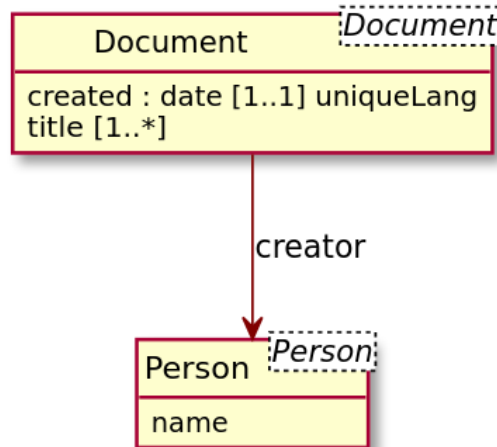 Document
Document
created : date [1..1] uniqueLang
title [1..*]
creator
Person
Person
name